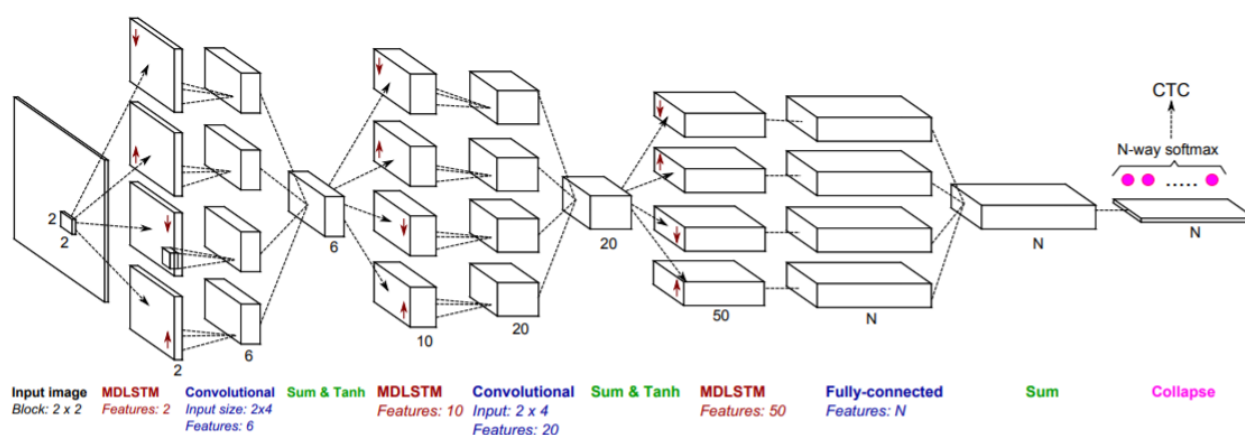 CTC
N-way softmax
.....
2
2
2
6
6
10
20
20
50
N
N
N
Input image
Block: 2 x 2
MDLSTM
Features: 2
Convolutional
Input size: 2x4
Features: 6
Sum & Tanh
MDLSTM
Features: 10
Convolutional
Input: 2 x 4
Features: 20
Sum & Tanh
MDLSTM
Features: 50
Fully-connected
Features: N
Sum
Collapse